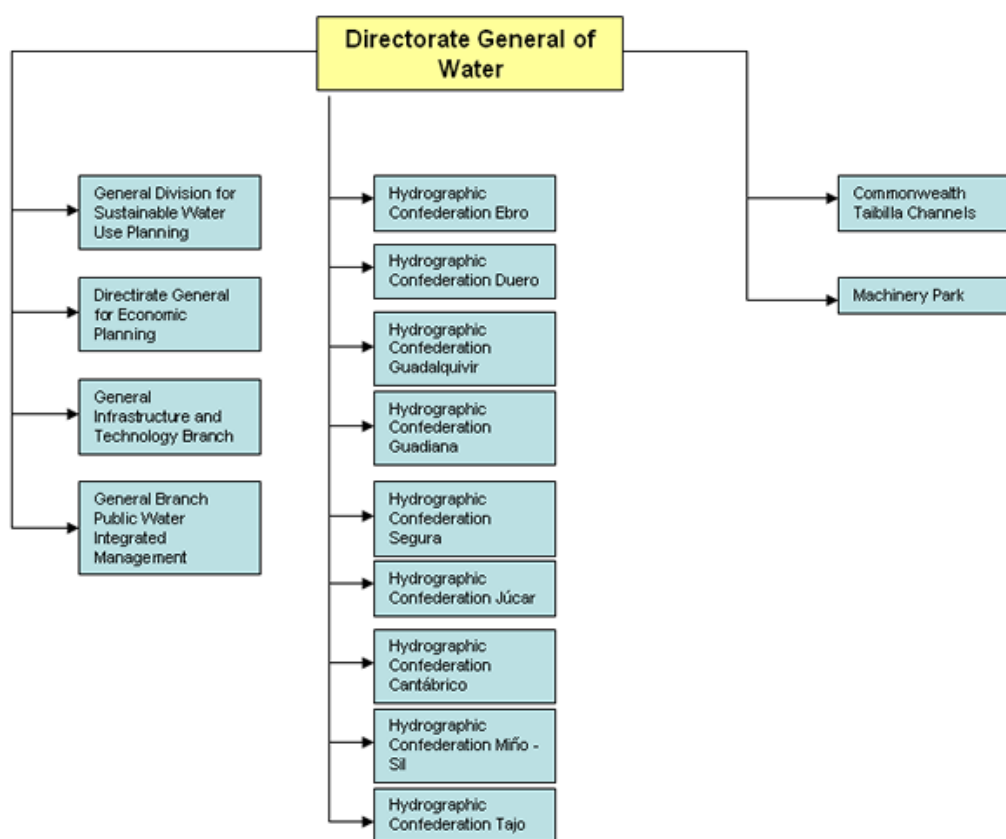 Directorate General of
Water
General Division for
Sustainable Water
Use Planning
Directirate General
for Economic
Planning
General
Infrastructure and
Technology Branch
General Branch
Public Water
Integrated
Management
Hydrographic
Confederation Ebro
Hydrographic
Confederation Duero
Hydrographic
Confederation
Guadalquivir
Hydrographic
Confederation
Guadiana
Hydrographic
Confederation
Segura
Hydrographic
Confederation Júcar
Hydrographic
Confederation
Cantábrico
Hydrographic
Confederation Miño -
Sil
Hydrographic
Confederation Tajo
Commonwealth
Taibilla Channels
Machinery Park